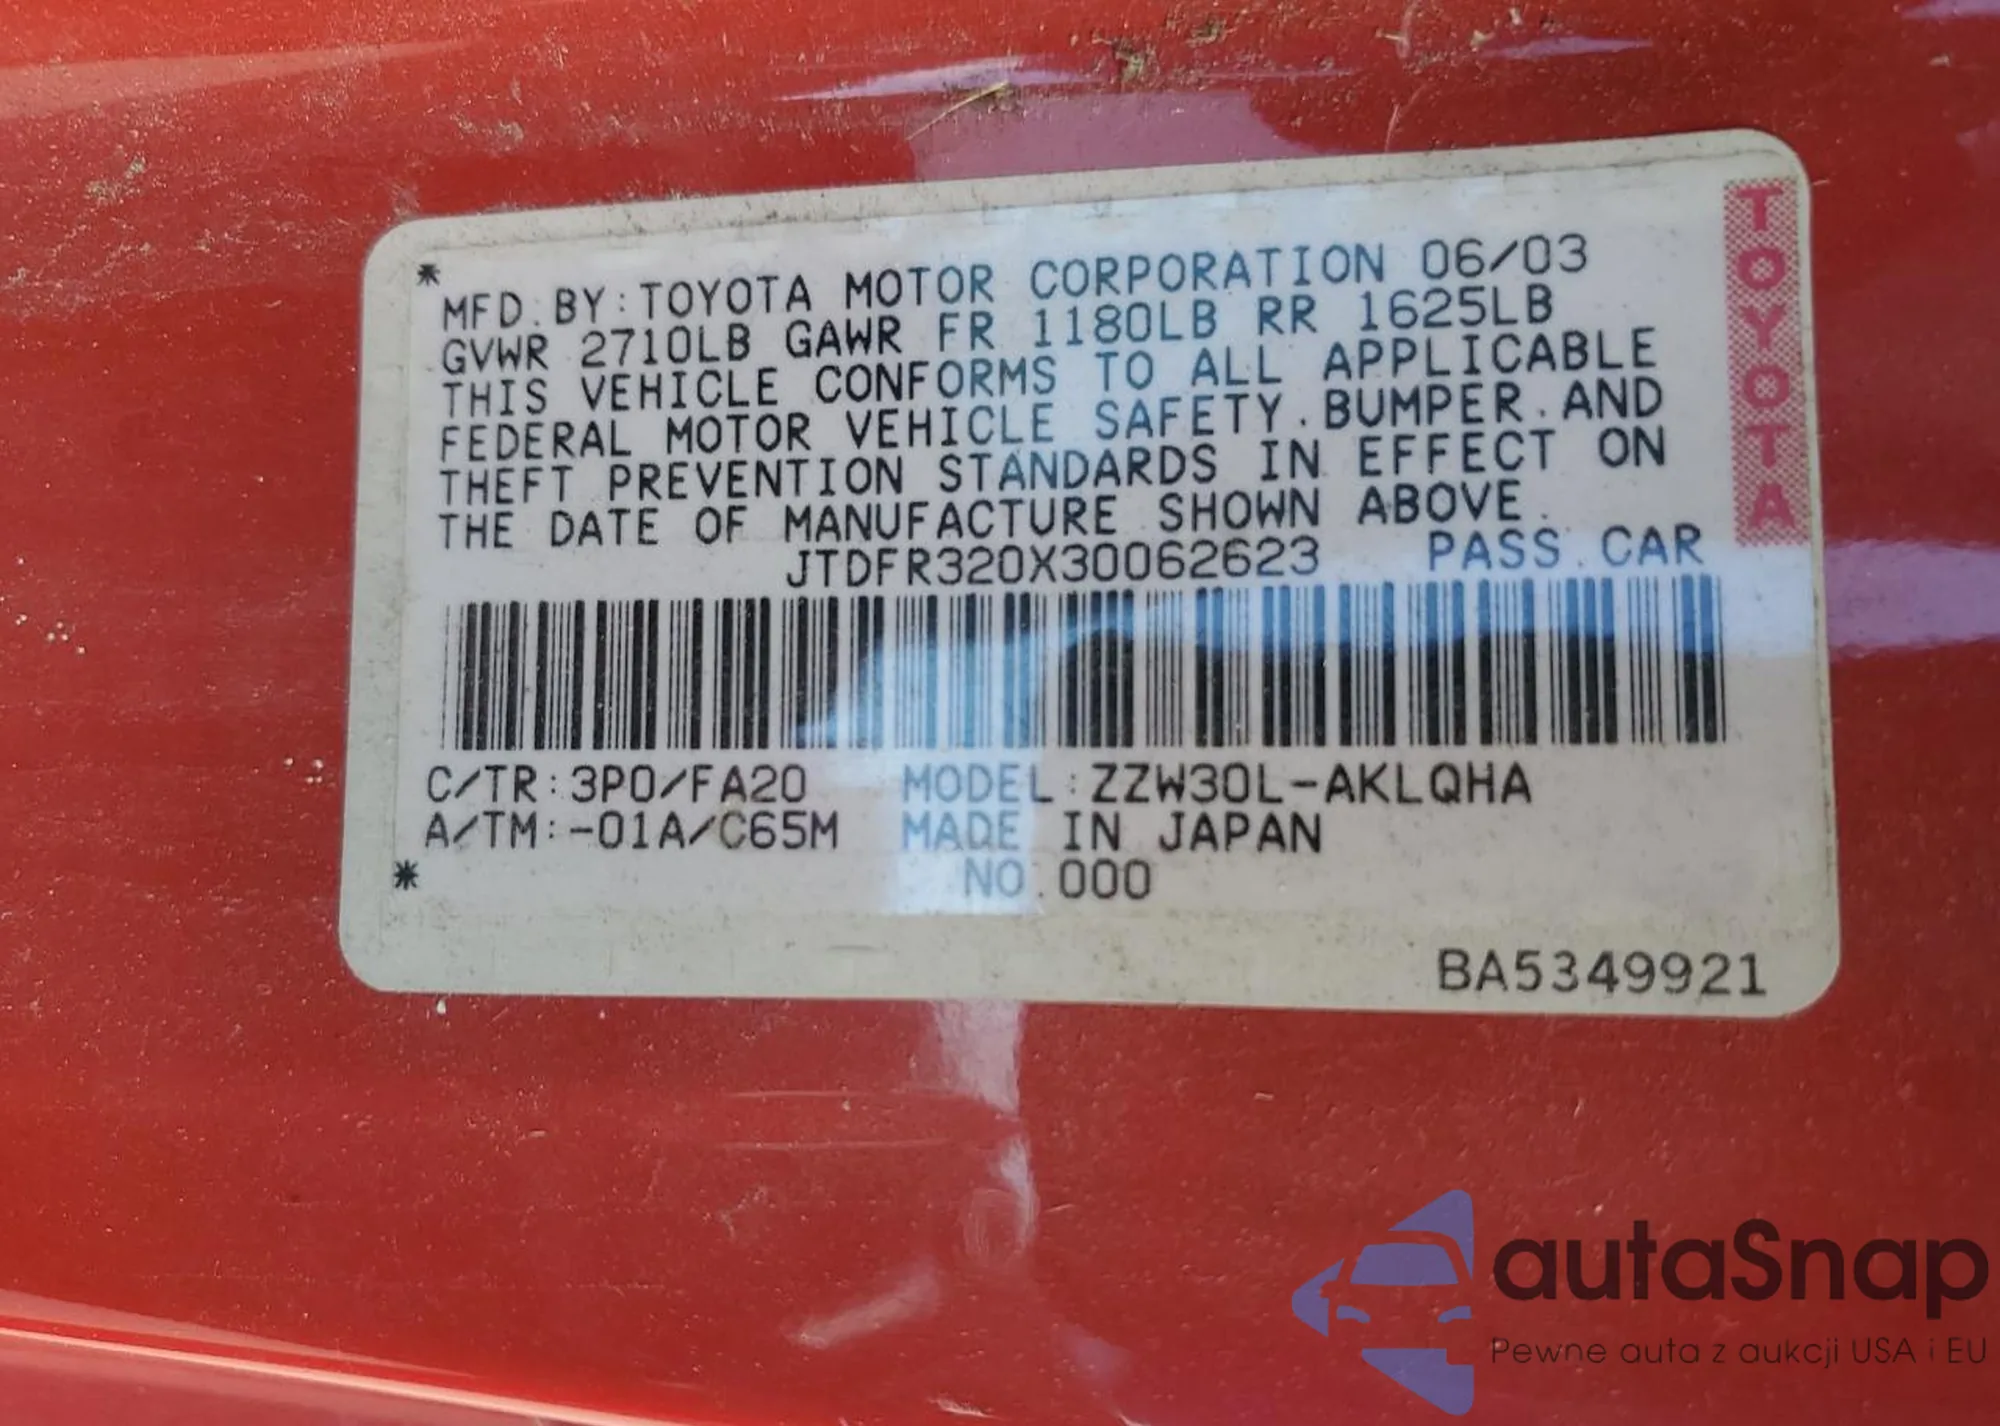 *
MFD. BY: TOYOTA MOTOR CORPORATION 06/03
GVWR 2710LB GAWR FR 1180LB RR 1625LB
THIS VEHICLE CONFORMS TO ALL APPLICABLE
FEDERAL MOTOR VEHICLE SAFETY. BUMPER. AND
THEFT PREVENTION STANDARDS IN EFFECT ON
THE DATE OF MANUFACTURE SHOWN ABOVE.
JTDFR320X30062623 PASS. CAR
C/TR: 3P0/FA20 MODEL: ZZW30L-AKLQHA
A/TM: -01A/C65M MADE IN JAPAN
* NO. 000
BA5349921
TOYOTA
autaSnap
Pewne auta z aukcji USA i EU